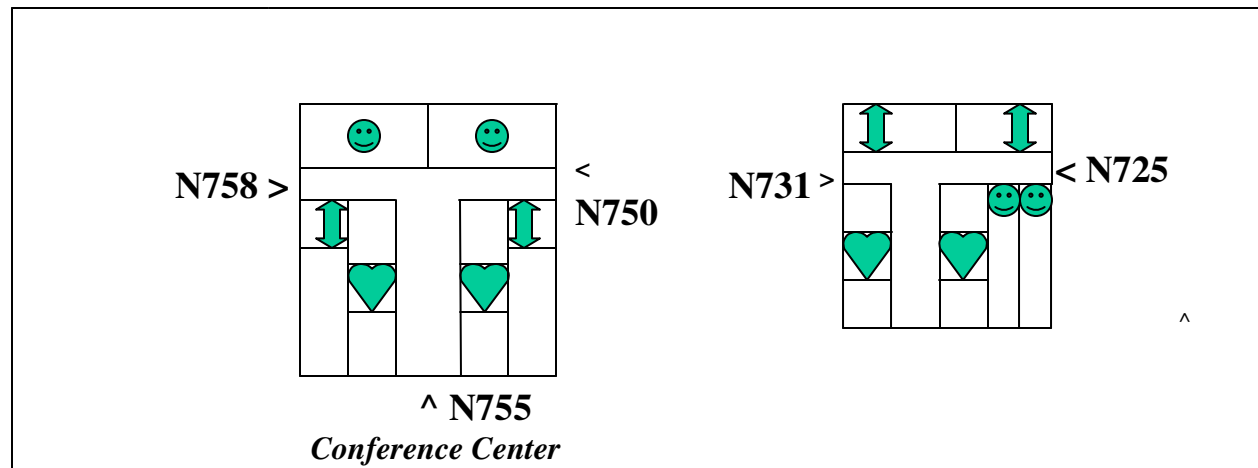 N758 >
<
N750
N731 >
< N725
^
^ N755
Conference Center